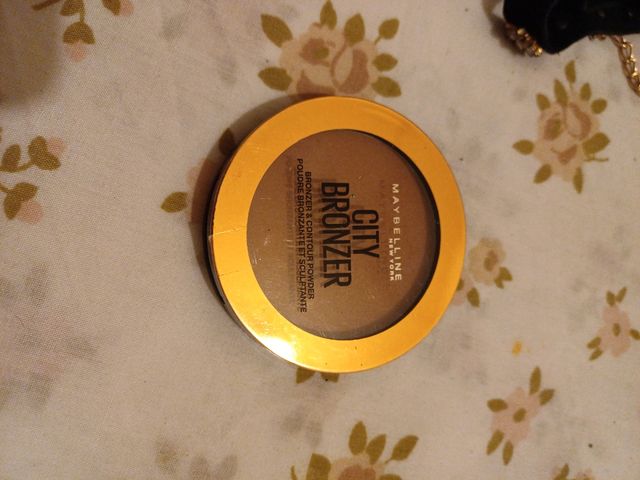 MAYBELLINE
NEW YORK
CITY
BRONZER
BRONZER & CONTOUR POWDER
POUDRE BRONZANTE ET SCULPTANTE